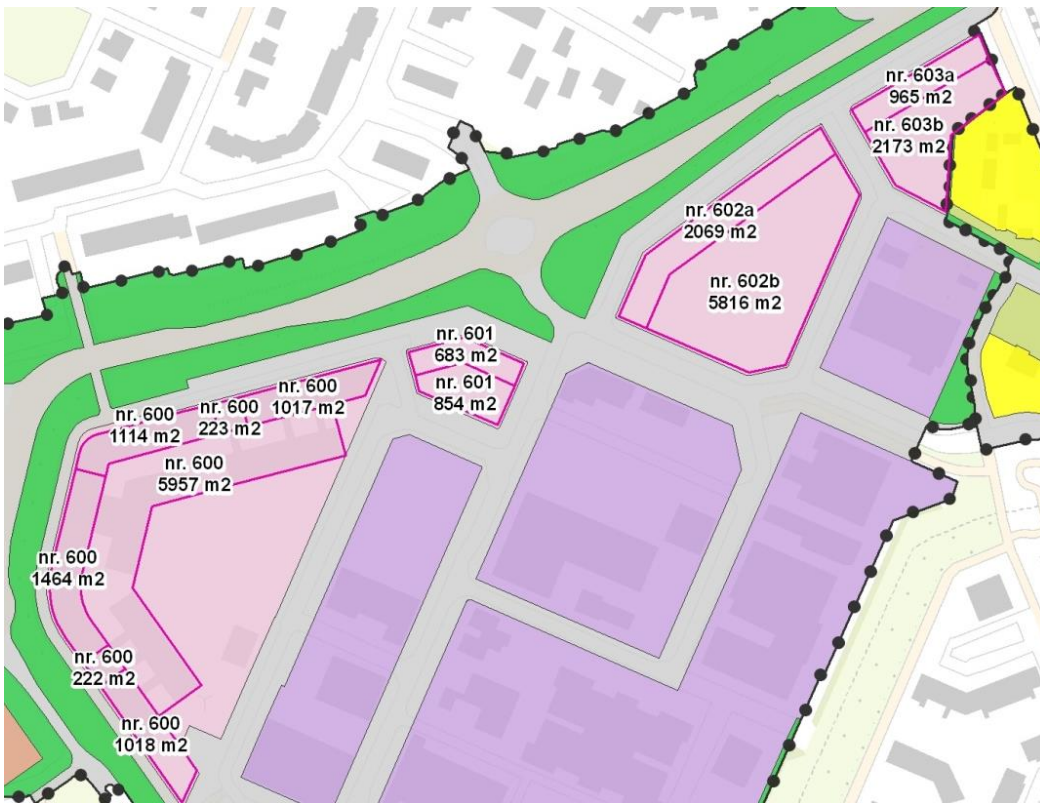 nr. 603a
965 m2
nr. 603b
2173 m2
nr. 602a
2069 m2
nr. 602b
5816 m2
nr. 601
683 m2
nr. 601
854 m2
nr. 600
1017 m2
nr. 600
223 m2
nr. 600
1114 m2
nr. 600
5957 m2
nr. 600
1464 m2
nr. 600
222 m2
nr. 600
1018 m2